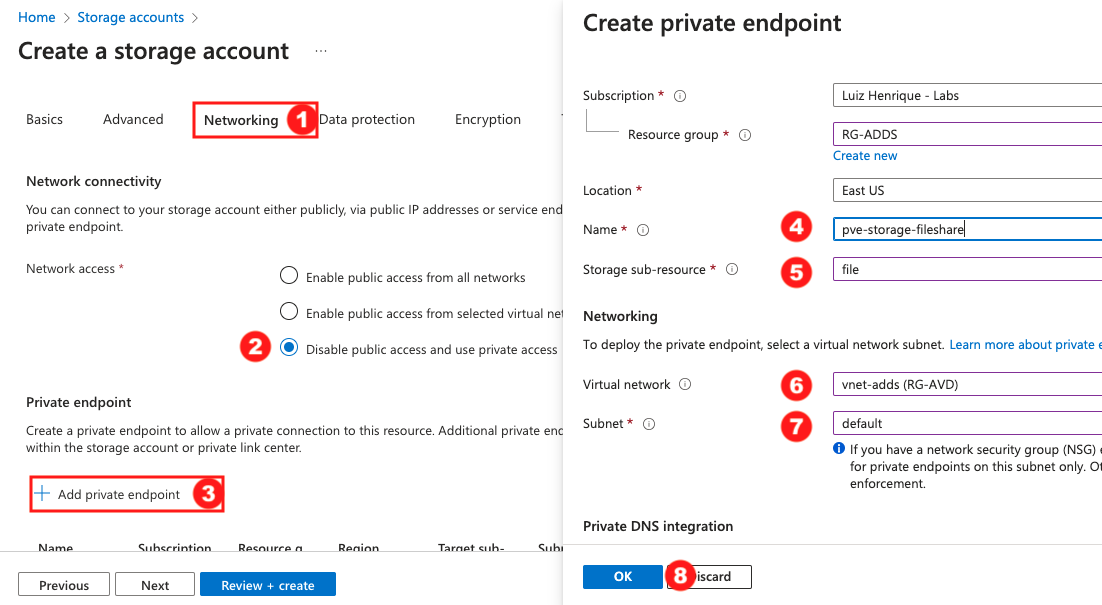 Home > Storage accounts >
Create a storage account ...
Basics Advanced Networking 1 Data protection Encryption
Network connectivity
You can connect to your storage account either publicly, via public IP addresses or service end
private endpoint.
Network access *
Enable public access from all networks
Enable public access from selected virtual net
2 Disable public access and use private access
Private endpoint
Create a private endpoint to allow a private connection to this resource. Additional private end
within the storage account or private link center.
+ Add private endpoint 3
Name Subscription Resource g Region Target sub- Sub
Previous Next Review + create
Create private endpoint
Subscription * Luiz Henrique - Labs
Resource group * RG-ADDS
Create new
Location * East US
Name * 4 pve-storage-fileshare
Storage sub-resource * 5 file
Networking
To deploy the private endpoint, select a virtual network subnet. Learn more about private e
Virtual network 6 vnet-adds (RG-AVD)
Subnet * 7 default
If you have a network security group (NSG) e
for private endpoints on this subnet only. Ot
enforcement.
Private DNS integration
OK 8 iscard